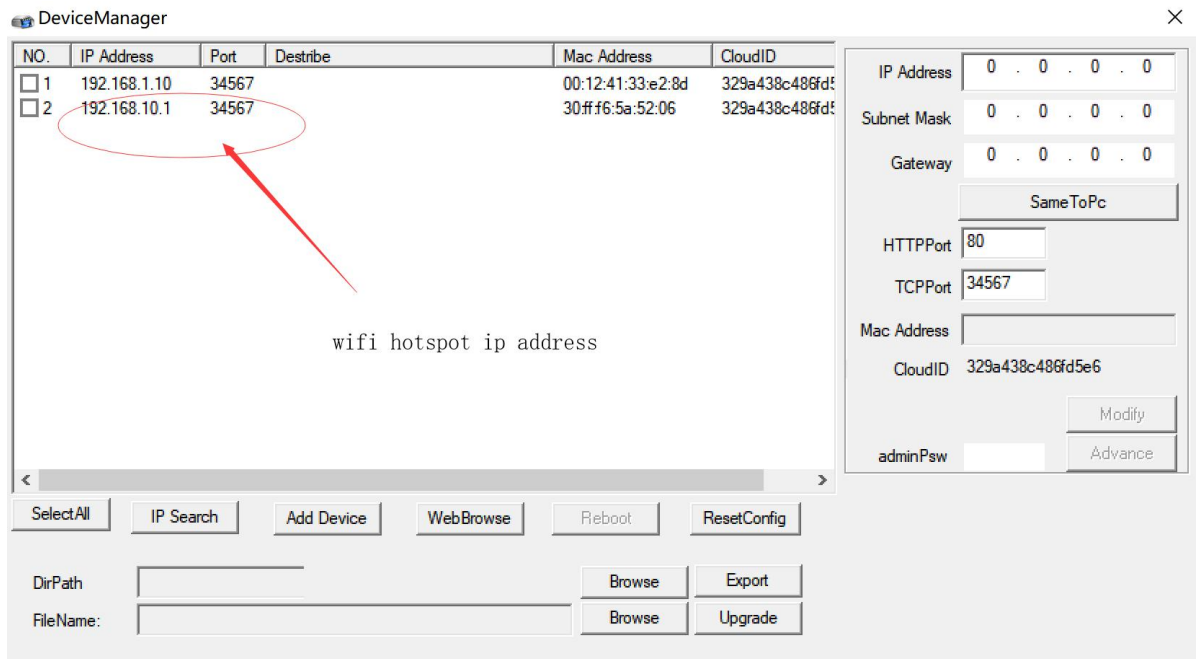 DeviceManager
NO. IP Address Port Destribe Mac Address CloudID
1 192.168.1.10 34567 00:12:41:33:e2:8d 329a438c486fd5
2 192.168.10.1 34567 30:ff:f6:5a:52:06 329a438c486fd5
wifi hotspot ip address
IP Address 0 . 0 . 0 . 0
Subnet Mask 0 . 0 . 0 . 0
Gateway 0 . 0 . 0 . 0
SameToPc
HTTPPort 80
TCPPort 34567
Mac Address
CloudID 329a438c486fd5e6
Modify
adminPsw Advance
SelectAll IP Search Add Device WebBrowse Reboot ResetConfig
DirPath Browse Export
FileName: Browse Upgrade